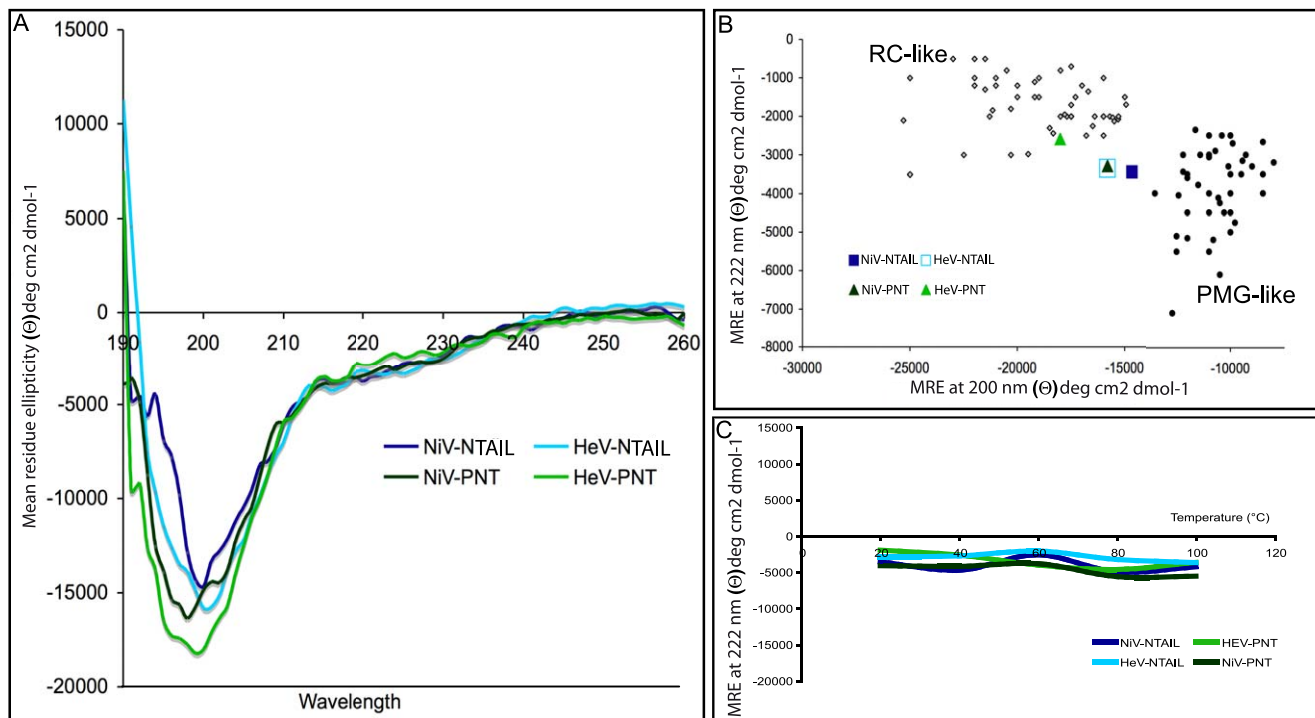 A
Mean residue ellipticity (Θ) deg cm2 dmol-1
15000
10000
5000
0
-5000
-10000
-15000
-20000
190 200 210 220 230 240 250 260
NiV-NTAIL HeV-NTAIL
NiV-PNT HeV-PNT
Wavelength
B
MRE at 222 nm (Θ) deg cm2 dmol-1
0
-1000
-2000
-3000
-4000
-5000
-6000
-7000
-8000
RC-like
NiV-NTAIL HeV-NTAIL
NiV-PNT HeV-PNT
PMG-like
-30000 -25000 -20000 -15000 -10000
MRE at 200 nm (Θ) deg cm2 dmol-1
C
MRE at 222 nm (Θ) deg cm2 dmol-1
15000
10000
5000
0
-5000
-10000
-15000
-20000
Temperature (°C)
0 20 40 60 80 100 120
NiV-NTAIL HEV-PNT
HeV-NTAIL NiV-PNT